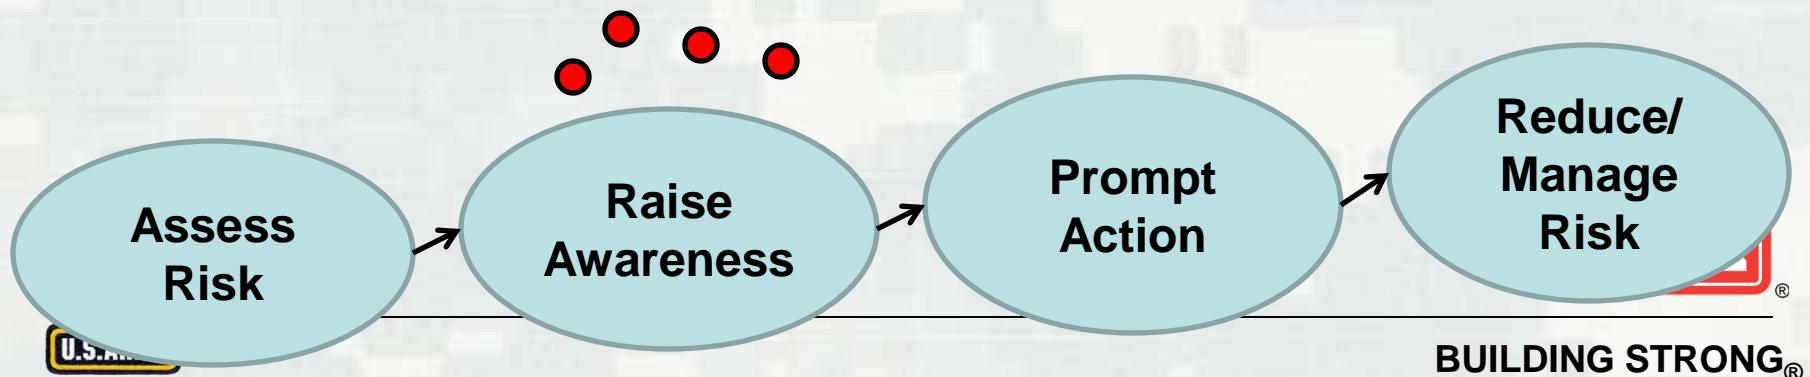 Assess
Risk
Raise
Awareness
Prompt
Action
Reduce/
Manage
Risk
®
BUILDING STRONG®